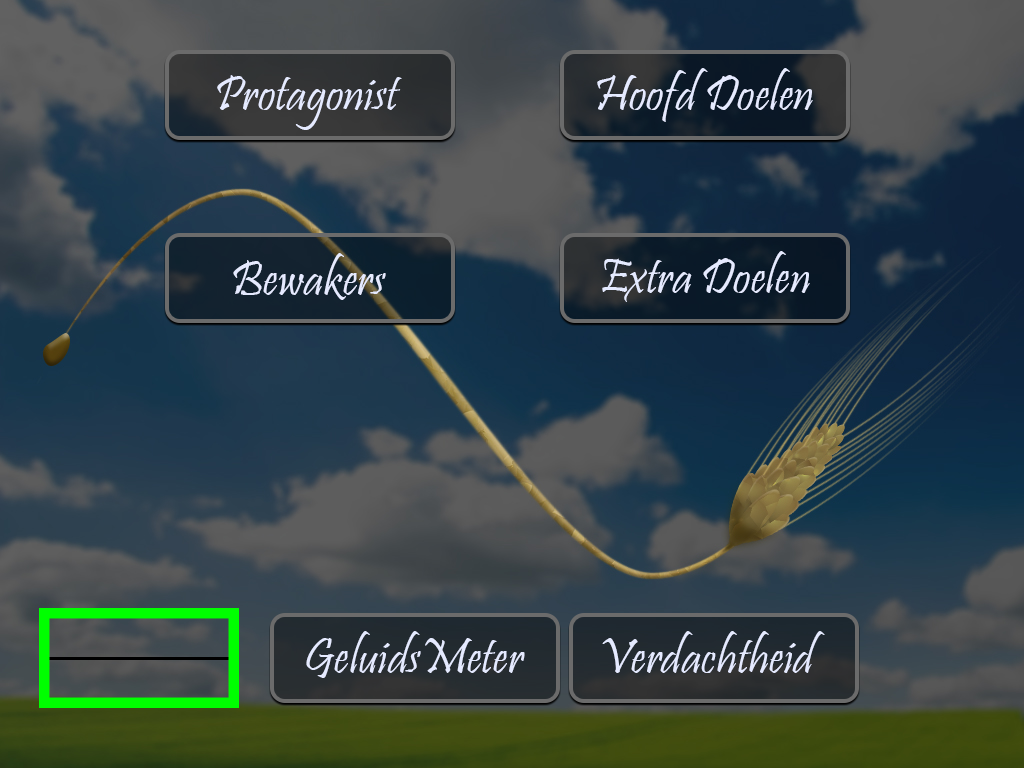 Protagonist
Hoofd Doelen
Bewakers
Extra Doelen
Geluids Meter
Verdachtheid